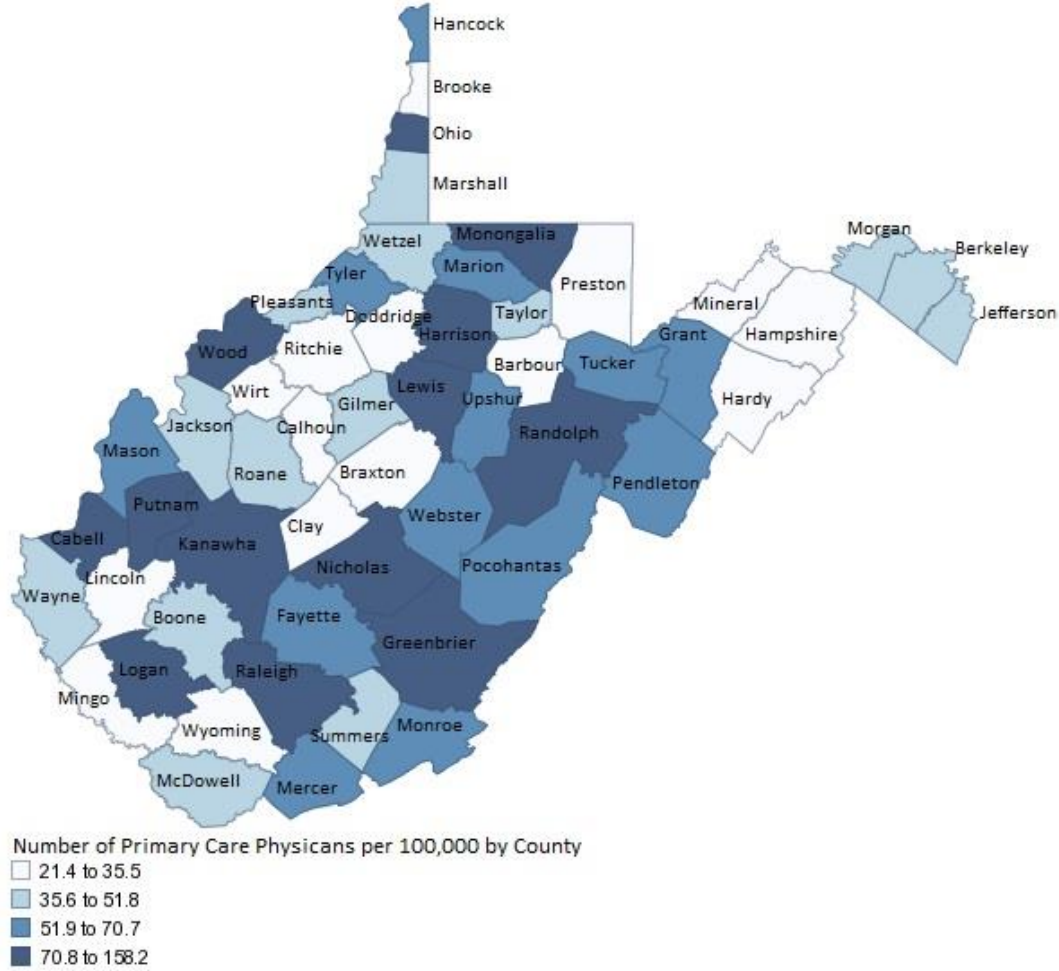 Hancock
Brooke
Ohio
Marshall
Morgan
Wetzel
Monongalia
Berkeley
Marion
Tyler
Preston
Pleasants
Mineral
Doddridge
Taylor
Jefferson
Harrison
Hampshire
Grant
Ritchie
Wood
Barbour
Tucker
Lewis
Wirt
Upshur
Hardy
Gilmer
Jackson
Calhoun
Randolph
Mason
Roane
Braxton
Pendleton
Putnam
Webster
Clay
Cabell
Kanawha
Nicholas
Pocohantas
Lincoln
Wayne
Boone
Fayette
Greenbrier
Logan
Raleigh
Mingo
Monroe
Wyoming
Summers
McDowell
Mercer
Number of Primary Care Physicans per 100,000 by County
21.4 to 35.5
35.6 to 51.8
51.9 to 70.7
70.8 to 158.2